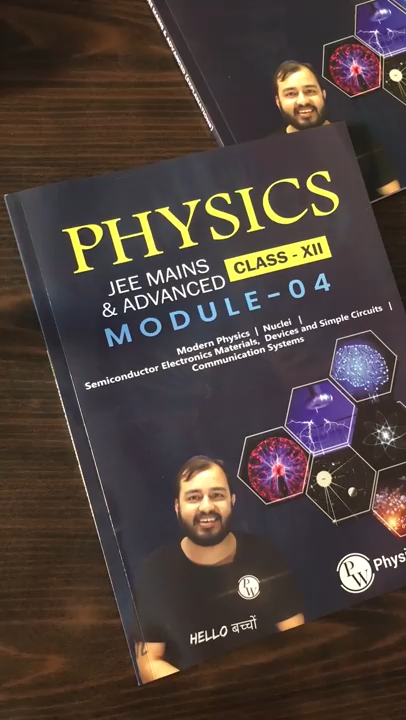 PHYSICS
JEE MAINS
& ADVANCED
CLASS - XII
MODULE-04
Modern Physics | Nuclei |
Semiconductor Electronics Materials, Devices and Simple Circuits |
Communication Systems
PW
PW
HELLO बच्चों